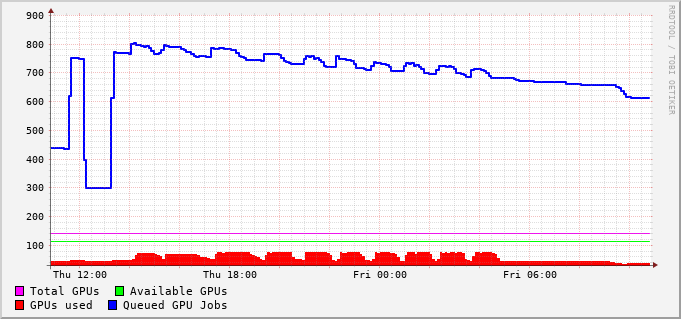 900
800
700
600
500
400
300
200
100
Thu 12:00 Thu 18:00 Fri 00:00 Fri 06:00
Total GPUs Available GPUs
GPUs used Queued GPU Jobs
RRDTOOL / TOBI OETIKER